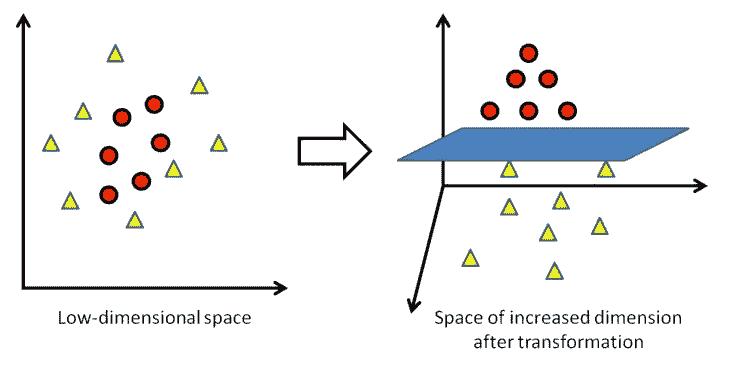 Low-dimensional space
Space of increased dimension
after transformation